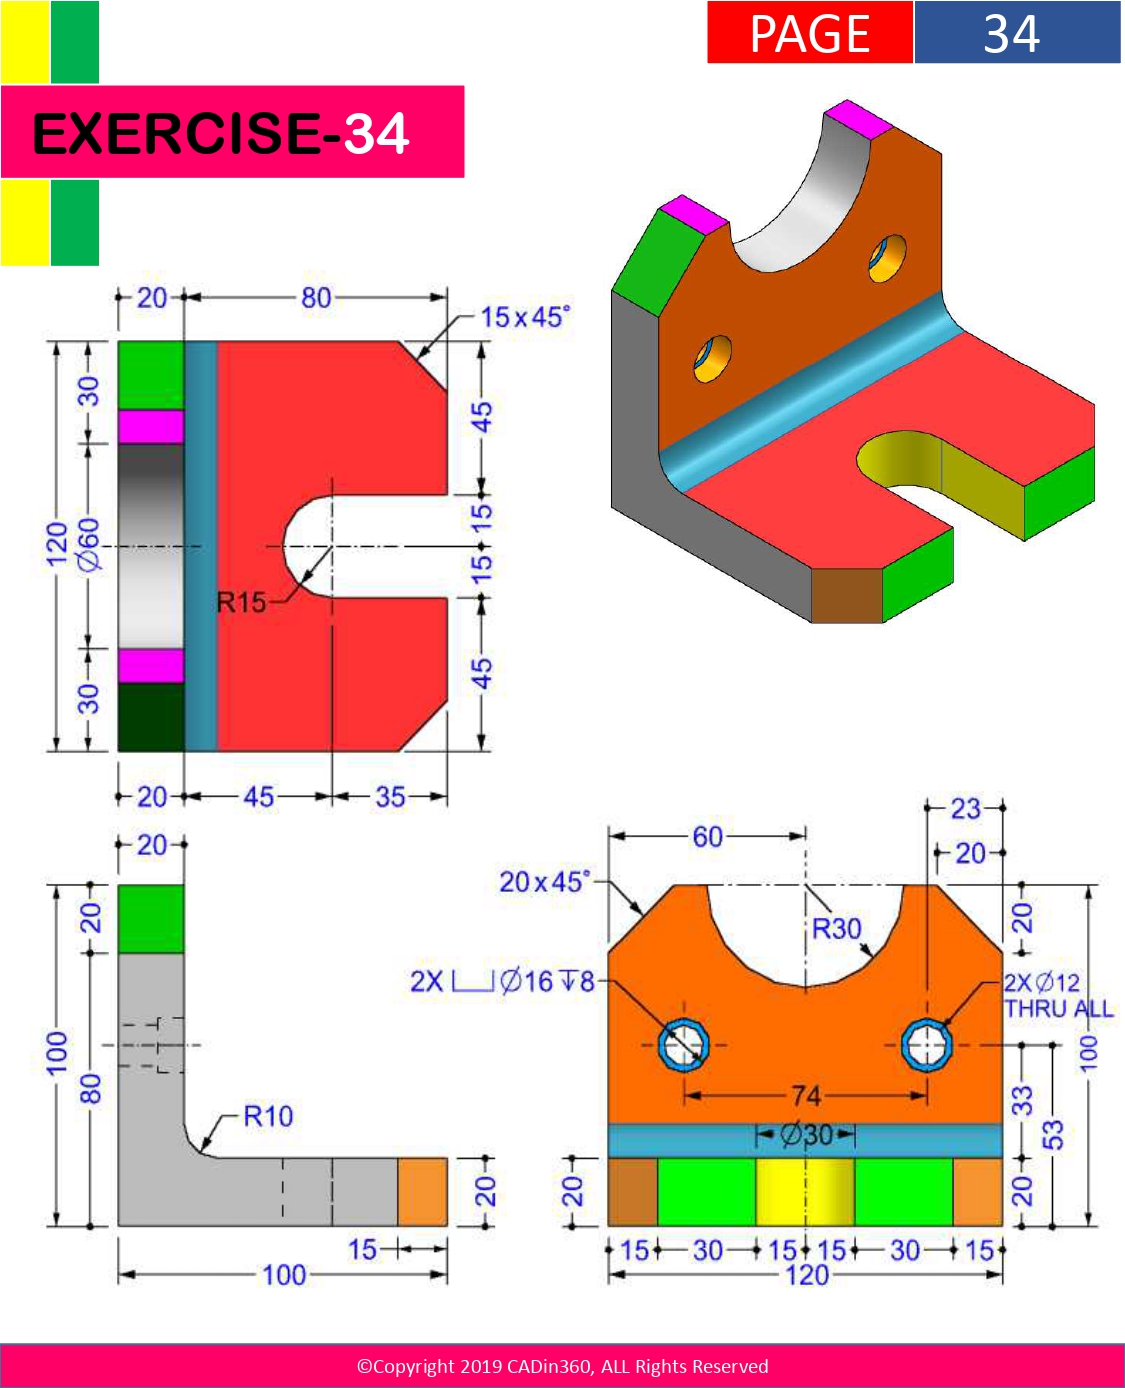 PAGE 34
EXERCISE-34
20 80
15x45°
30
45
120
Ø60
15
15
R15
30
45
20 45 35
20
23
60
20
20x45°
20
20
R30
2X ⌴Ø16 ↧8
2XØ12
THRU ALL
100
80
100
74
33
53
R10
Ø30
20
20
20
15
15 30 15 15 30 15
100
120
©Copyright 2019 CADin360, ALL Rights Reserved